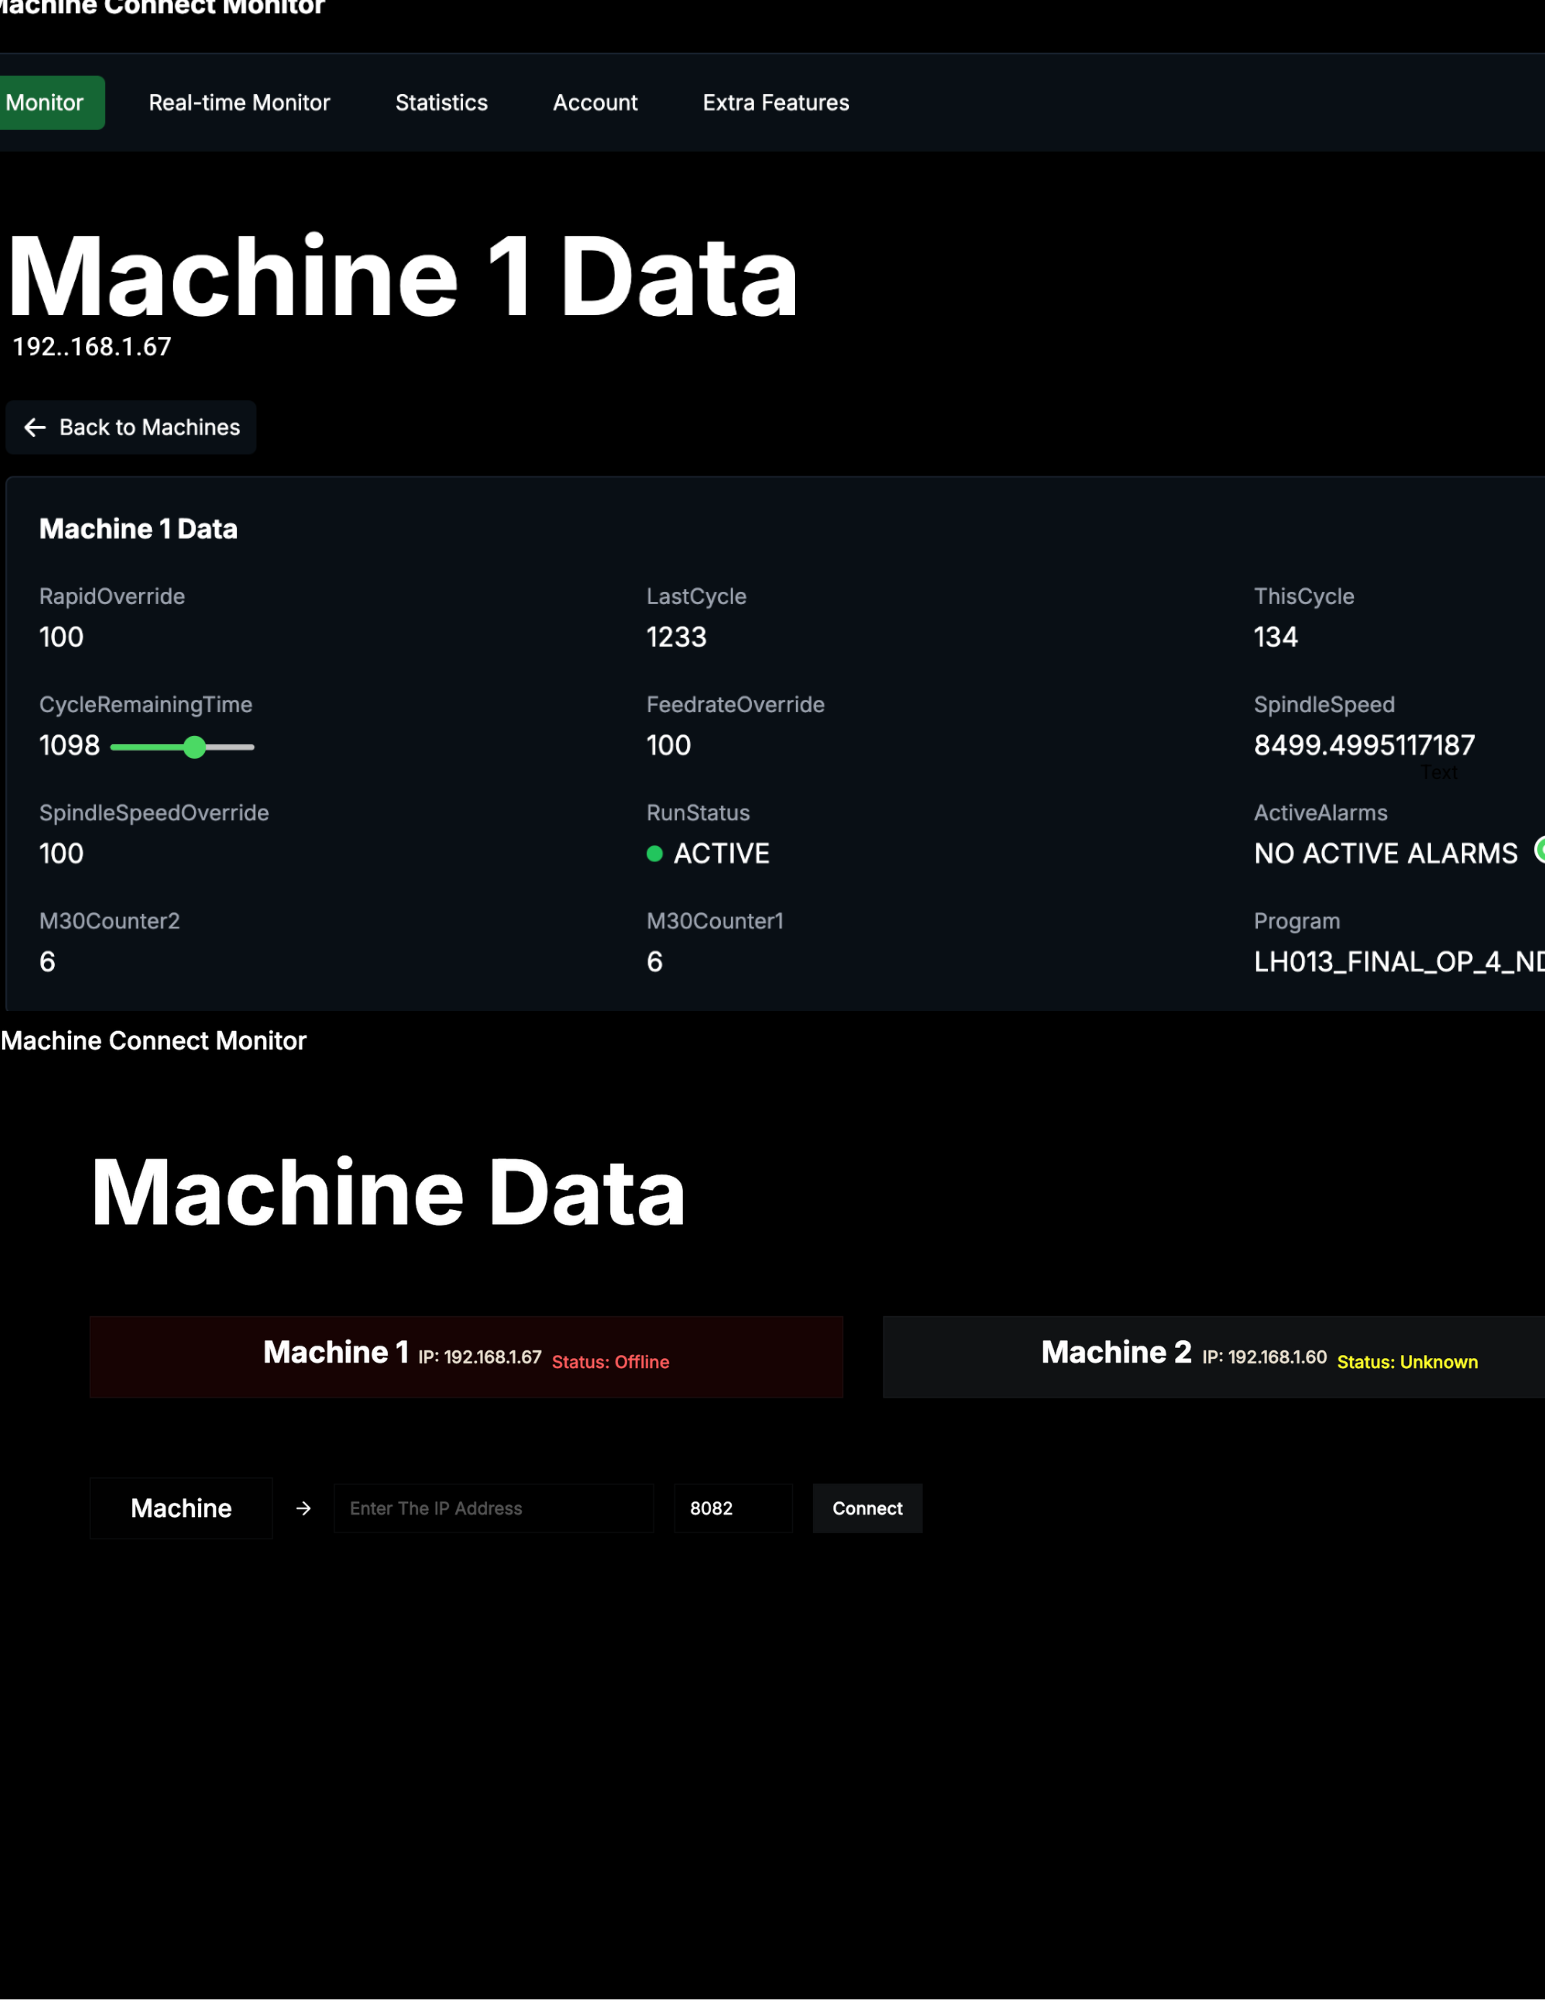 Machine Connect Monitor
Monitor Real-time Monitor Statistics Account Extra Features
Machine 1 Data
192..168.1.67
← Back to Machines
Machine 1 Data
RapidOverride LastCycle ThisCycle
100 1233 134
CycleRemainingTime FeedrateOverride SpindleSpeed
1098 100 8499.4995117187
Text
SpindleSpeedOverride RunStatus ActiveAlarms
100 ACTIVE NO ACTIVE ALARMS
M30Counter2 M30Counter1 Program
6 6 LH013_FINAL_OP_4_ND
Machine Connect Monitor
Machine Data
Machine 1 IP: 192.168.1.67 Status: Offline Machine 2 IP: 192.168.1.60 Status: Unknown
Machine → Enter The IP Address 8082 Connect